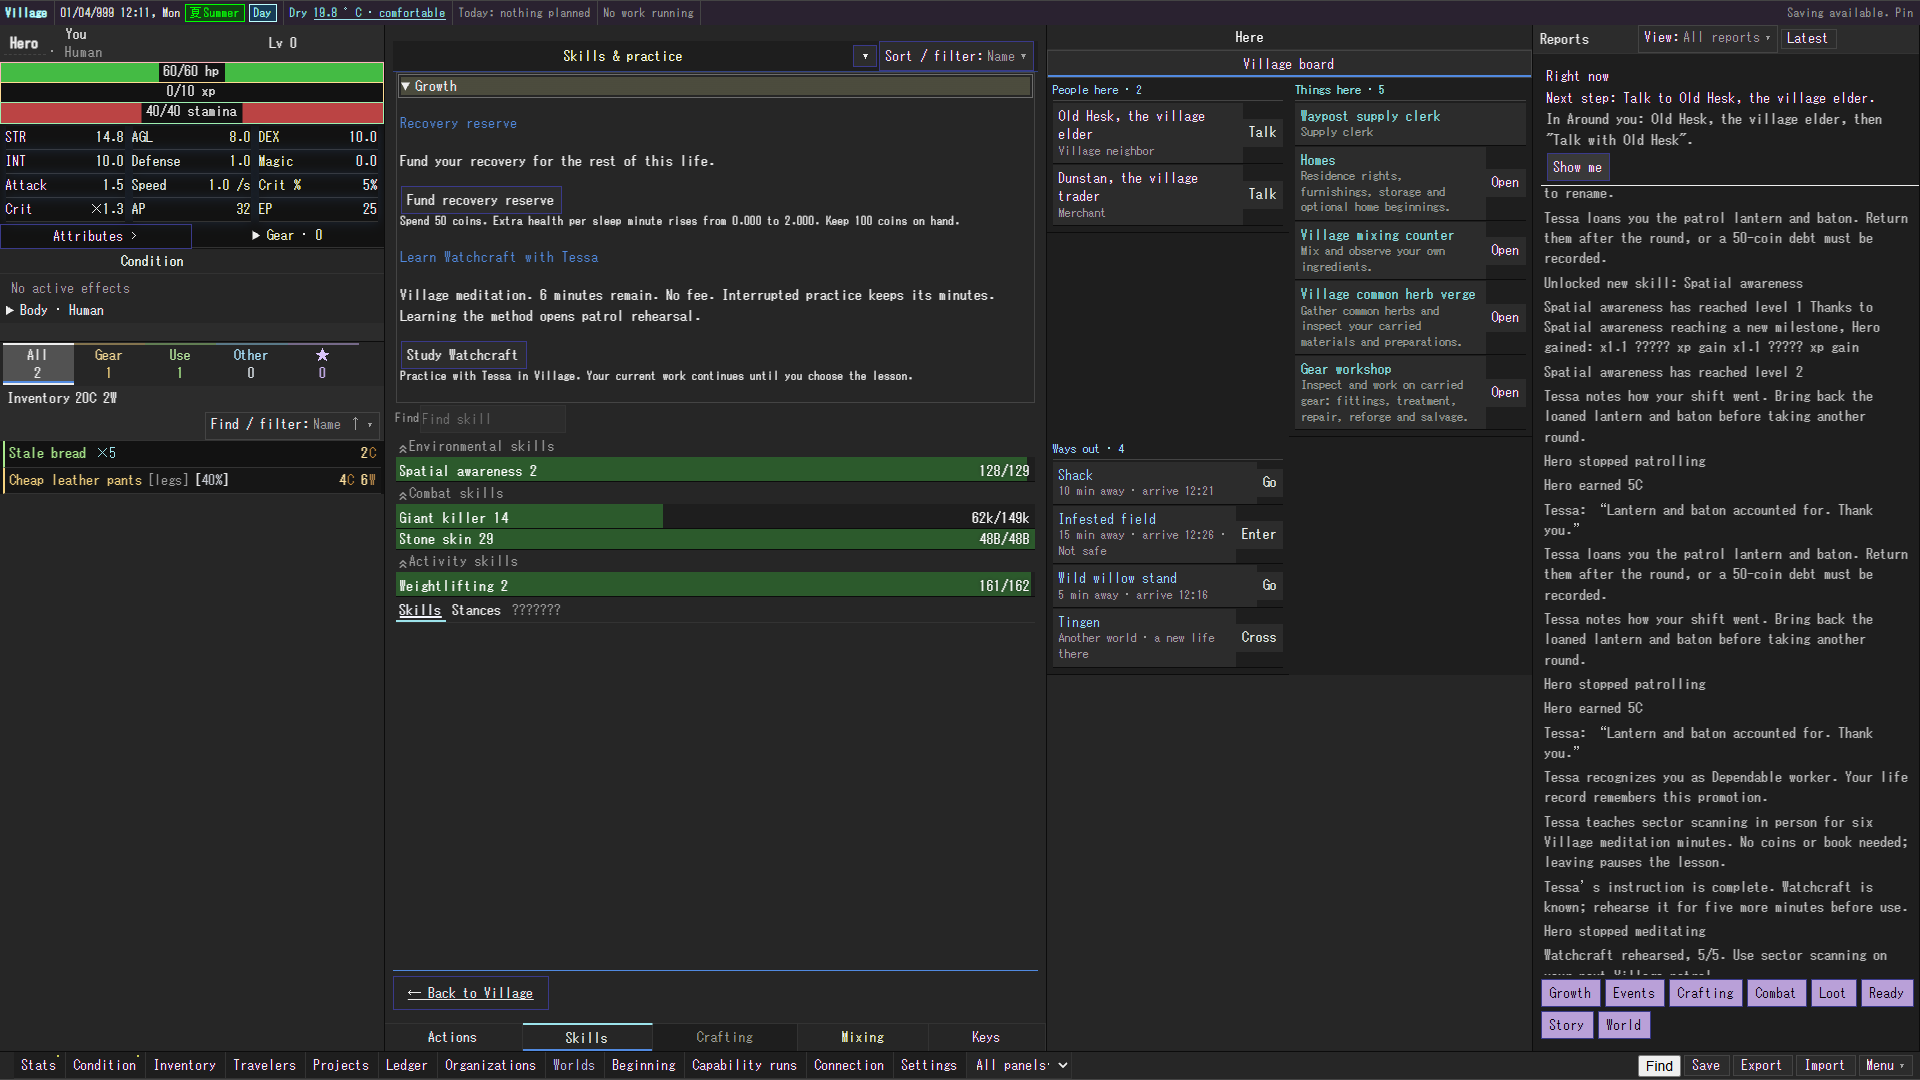 Village 01/04/999 12:11, Mon 夏Summer Day Dry 19.8 ° C · comfortable Today: nothing planned No work running Saving available. Pin
Hero · You Human Lv 0
60/60 hp
0/10 xp
40/40 stamina
STR 14.8 AGL 8.0 DEX 10.0
INT 10.0 Defense 1.0 Magic 0.0
Attack 1.5 Speed 1.0 /s Crit % 5%
Crit ×1.3 AP 32 EP 25
Attributes > ▶ Gear · 0
Condition
No active effects
▶ Body · Human
All 2 Gear 1 Use 1 Other 0 ★ 0
Inventory 20C 2W
Find / filter: Name ↑ ▾
Stale bread ×5 2C
Cheap leather pants [legs] [40%] 4C 6W
Skills & practice ▾ Sort / filter: Name ▾
▼ Growth
Recovery reserve
Fund your recovery for the rest of this life.
Fund recovery reserve
Spend 50 coins. Extra health per sleep minute rises from 0.000 to 2.000. Keep 100 coins on hand.
Learn Watchcraft with Tessa
Village meditation. 6 minutes remain. No fee. Interrupted practice keeps its minutes.
Learning the method opens patrol rehearsal.
Study Watchcraft
Practice with Tessa in Village. Your current work continues until you choose the lesson.
Find Find skill
Environmental skills
Spatial awareness 2 128/129
Combat skills
Giant killer 14 62k/149k
Stone skin 29 48B/48B
Activity skills
Weightlifting 2 161/162
Skills Stances ???????
← Back to Village
Actions Skills Crafting Mixing Keys
Here
Village board
People here · 2
Old Hesk, the village
elder
Village neighbor
Talk
Dunstan, the village
trader
Merchant
Talk
Things here · 5
Waypost supply clerk
Supply clerk
Homes
Residence rights,
furnishings, storage and
optional home beginnings.
Open
Village mixing counter
Mix and observe your own
ingredients.
Open
Village common herb verge
Gather common herbs and
inspect your carried
materials and preparations.
Open
Gear workshop
Inspect and work on carried
gear: fittings, treatment,
repair, reforge and salvage.
Open
Ways out · 4
Shack
10 min away · arrive 12:21
Go
Infested field
15 min away · arrive 12:26 ·
Not safe
Enter
Wild willow stand
5 min away · arrive 12:16
Go
Tingen
Another world · a new life
there
Cross
Reports View: All reports ▾ Latest
Right now
Next step: Talk to Old Hesk, the village elder.
In Around you: Old Hesk, the village elder, then
"Talk with Old Hesk".
Show me
to rename.
Tessa loans you the patrol lantern and baton. Return
them after the round, or a 50-coin debt must be
recorded.
Unlocked new skill: Spatial awareness
Spatial awareness has reached level 1 Thanks to
Spatial awareness reaching a new milestone, Hero
gained: x1.1 ????? xp gain x1.1 ????? xp gain
Spatial awareness has reached level 2
Tessa notes how your shift went. Bring back the
loaned lantern and baton before taking another
round.
Hero stopped patrolling
Hero earned 5C
Tessa: “Lantern and baton accounted for. Thank
you.”
Tessa loans you the patrol lantern and baton. Return
them after the round, or a 50-coin debt must be
recorded.
Tessa notes how your shift went. Bring back the
loaned lantern and baton before taking another
round.
Hero stopped patrolling
Hero earned 5C
Tessa: “Lantern and baton accounted for. Thank
you.”
Tessa recognizes you as Dependable worker. Your life
record remembers this promotion.
Tessa teaches sector scanning in person for six
Village meditation minutes. No coins or book needed;
leaving pauses the lesson.
Tessa’s instruction is complete. Watchcraft is
known; rehearse it for five more minutes before use.
Hero stopped meditating
Watchcraft rehearsed, 5/5. Use sector scanning on
your next Village patrol.
Growth Events Crafting Combat Loot Ready
Story World
Stats Condition Inventory Travelers Projects Ledger Organizations Worlds Beginning Capability runs Connection Settings All panels Find Save Export Import Menu